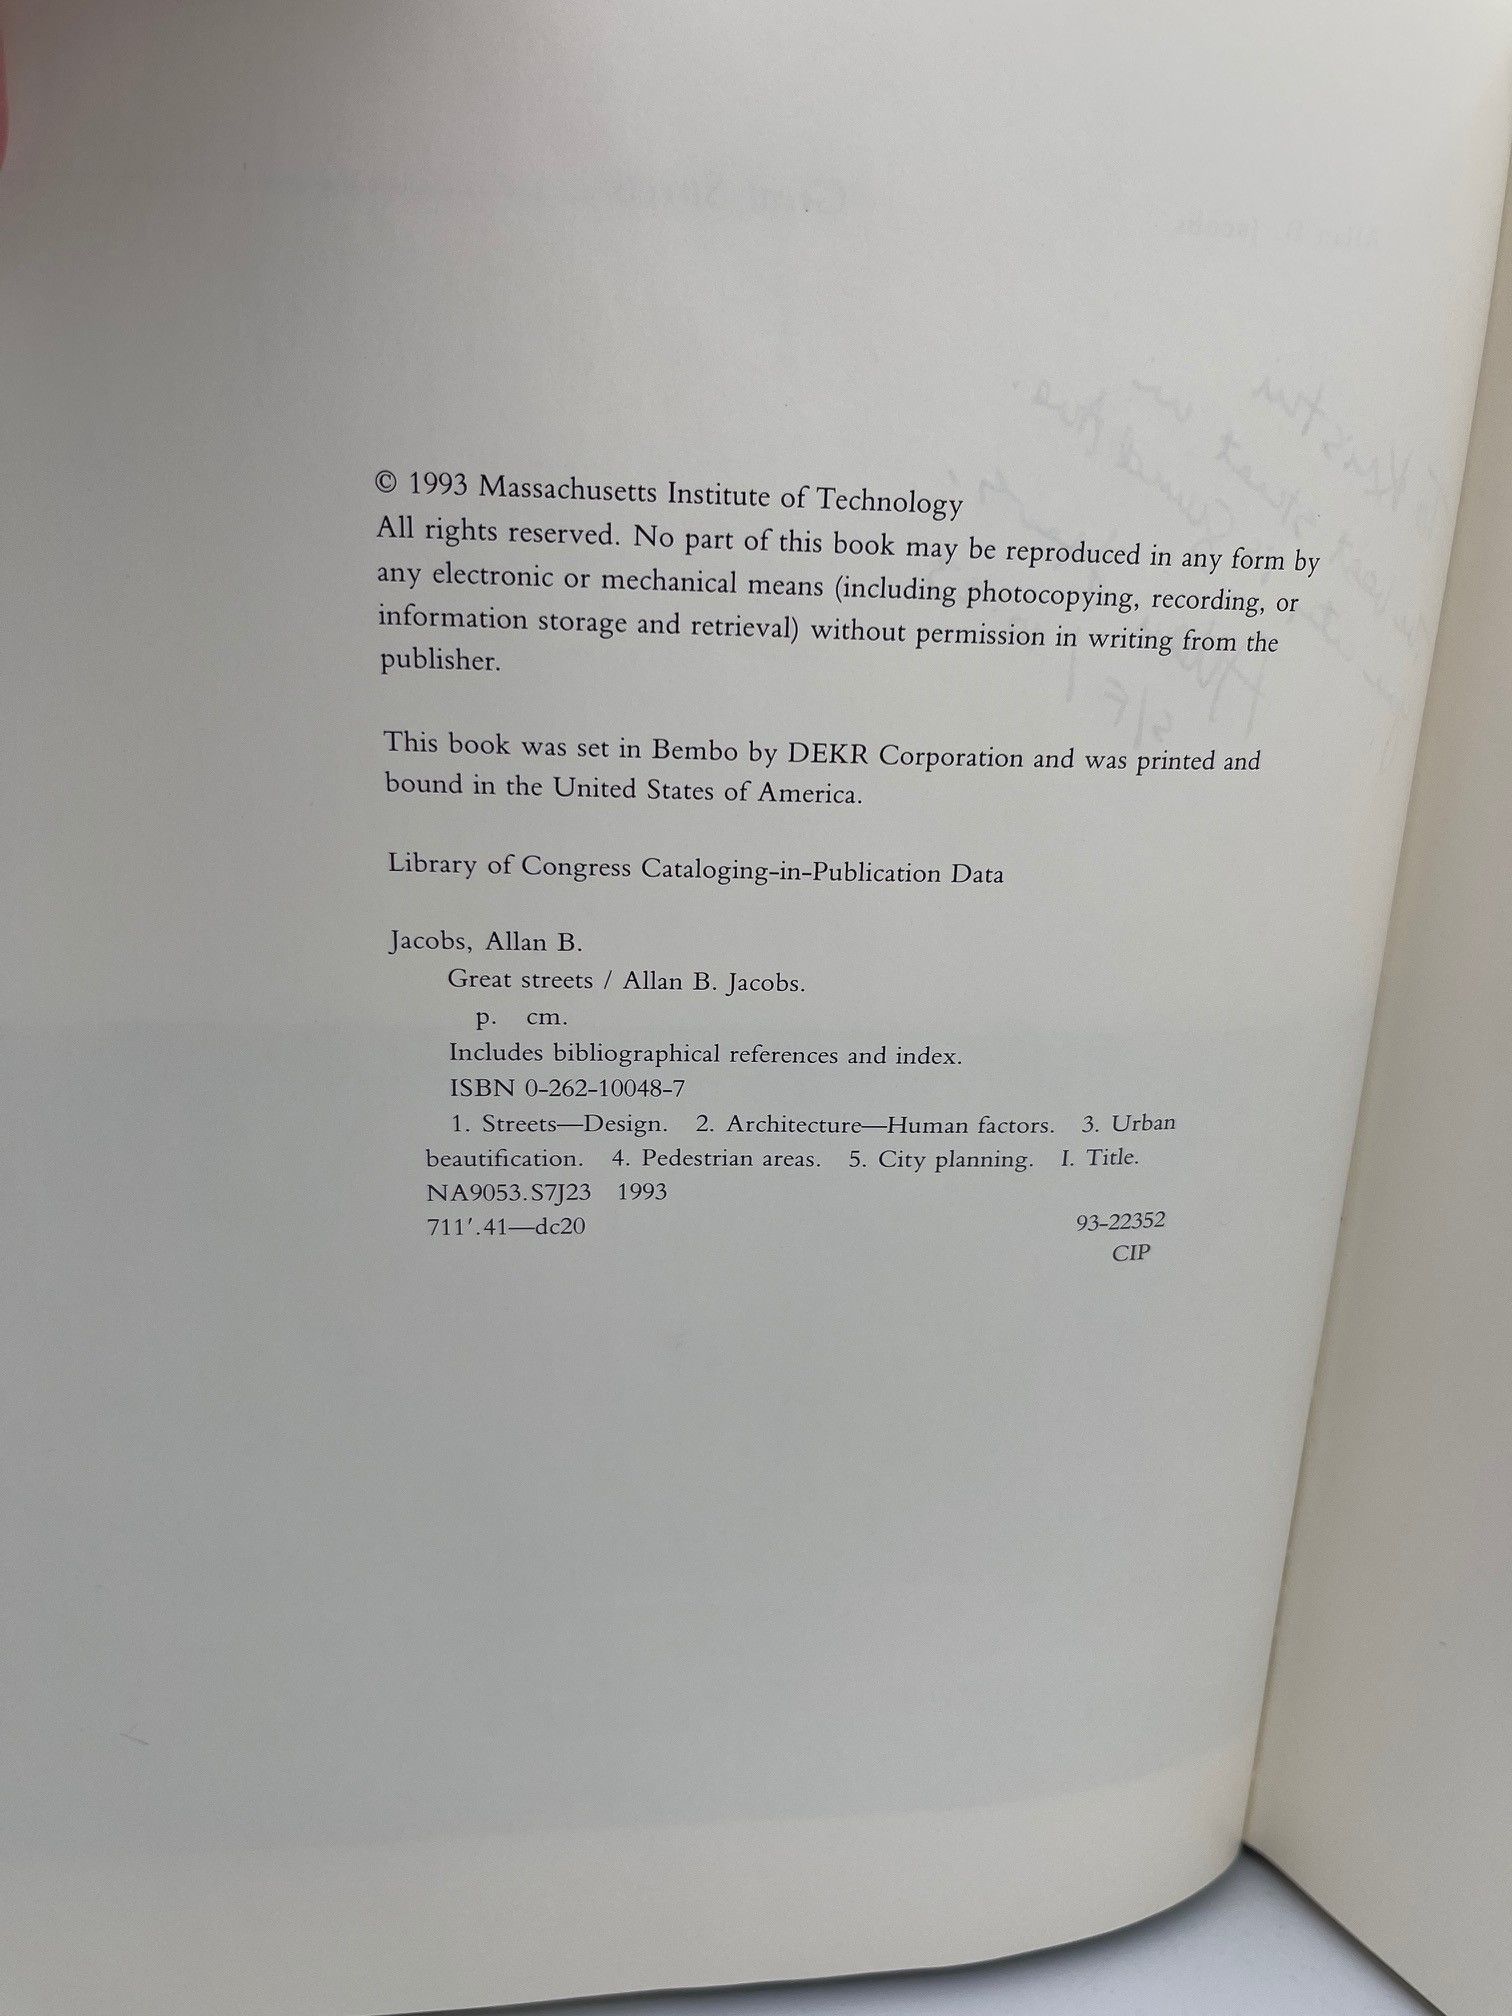 © 1993 Massachusetts Institute of Technology
All rights reserved. No part of this book may be reproduced in any form by
any electronic or mechanical means (including photocopying, recording, or
information storage and retrieval) without permission in writing from the
publisher.
This book was set in Bembo by DEKR Corporation and was printed and
bound in the United States of America.
Library of Congress Cataloging-in-Publication Data
Jacobs, Allan B.
Great streets / Allan B. Jacobs.
p. cm.
Includes bibliographical references and index.
ISBN 0-262-10048-7
1. Streets—Design. 2. Architecture—Human factors. 3. Urban
beautification. 4. Pedestrian areas. 5. City planning. I. Title.
NA9053.S7J23 1993
711′.41—dc20 93-22352
CIP